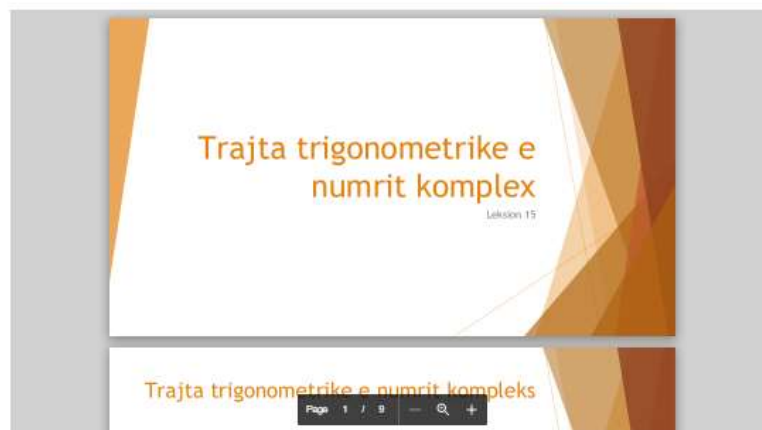 Trajta trigonometrike e
numrit komplex
Leksion 15
Trajta trigonometrike e numrit kompleks
Page 1 / 9